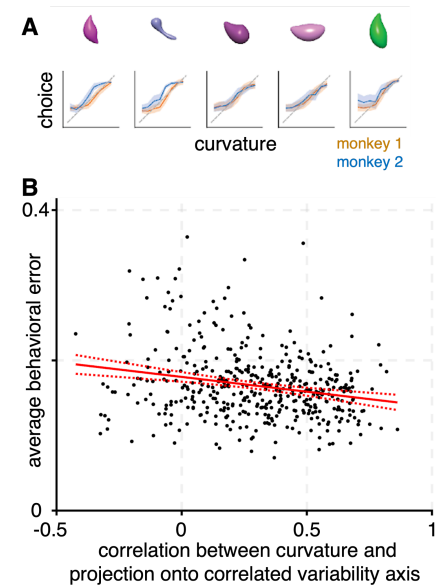 A
choice
curvature
monkey 1
monkey 2
B
average behavioral error
0.4
0
-0.5
0
0.5
1
correlation between curvature and
projection onto correlated variability axis